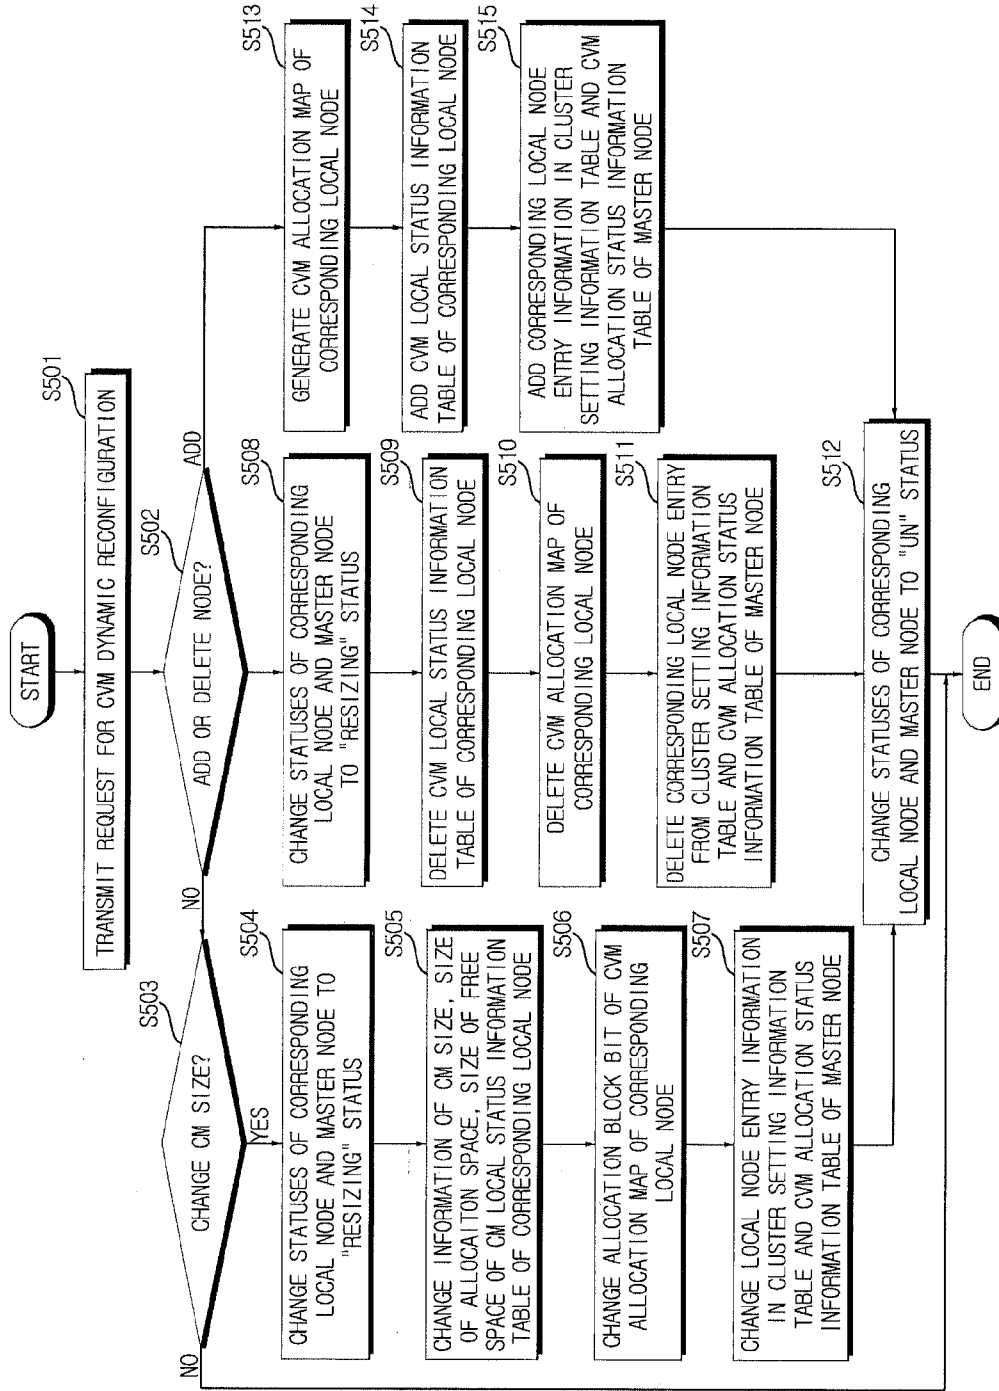 START
S501
TRANSMIT REQUEST FOR CVM DYNAMIC RECONFIGURATION
S502
ADD OR DELETE NODE?
NO
ADD
S503
CHANGE CM SIZE?
NO
YES
S504
CHANGE STATUSES OF CORRESPONDING
LOCAL NODE AND MASTER NODE TO
"RESIZING" STATUS
S505
CHANGE INFORMATION OF CM SIZE, SIZE
OF ALLOCAITON SPACE, SIZE OF FREE
SPACE OF CM LOCAL STATUS INFORMATION
TABLE OF CORRESPONDING LOCAL NODE
S506
CHANGE ALLOCATION BLOCK BIT OF CVM
ALLOCATION MAP OF CORRESPONDING
LOCAL NODE
S507
CHANGE LOCAL NODE ENTRY INFORMATION
IN CLUSTER SETTING INFORMATION
TABLE AND CVM ALLOCATION STATUS
INFORMATION TABLE OF MASTER NODE
S508
CHANGE STATUSES OF CORRESPONDING
LOCAL NODE AND MASTER NODE
TO "RESIZING" STATUS
S509
DELETE CVM LOCAL STATUS INFORMATION
TABLE OF CORRESPONDING LOCAL NODE
S510
DELETE CVM ALLOCATION MAP OF
CORRESPONDING LOCAL NODE
S511
DELETE CORRESPONDING LOCAL NODE ENTRY
FROM CLUSTER SETTING INFORMATION
TABLE AND CVM ALLOCATION STATUS
INFORMATION TABLE OF MASTER NODE
S513
GENERATE CVM ALLOCATION MAP OF
CORRESPONDING LOCAL NODE
S514
ADD CVM LOCAL STATUS INFORMATION
TABLE OF CORRESPONDING LOCAL NODE
S515
ADD CORRESPONDING LOCAL NODE
ENTRY INFORMATION IN CLUSTER
SETTING INFORMATION TABLE AND CVM
ALLOCATION STATUS INFORMATION
TABLE OF MASTER NODE
S512
CHANGE STATUSES OF CORRESPONDING
LOCAL NODE AND MASTER NODE TO "UN" STATUS
END